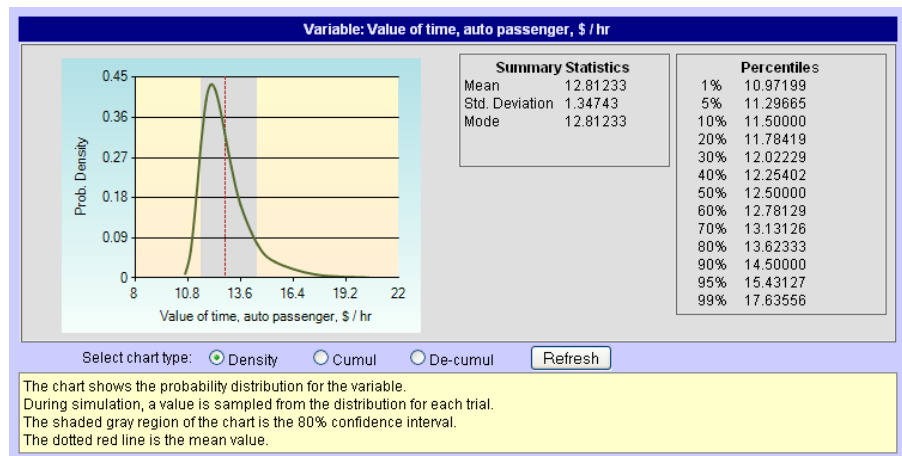 Variable: Value of time, auto passenger, $ / hr
0.45
0.36
0.27
0.18
0.09
0
Prob. Density
8 10.8 13.6 16.4 19.2 22
Value of time, auto passenger, $ / hr
Summary Statistics
Mean 12.81233
Std. Deviation 1.34743
Mode 12.81233
Percentiles
1% 10.97199
5% 11.29665
10% 11.50000
20% 11.78419
30% 12.02229
40% 12.25402
50% 12.50000
60% 12.78129
70% 13.13126
80% 13.62333
90% 14.50000
95% 15.43127
99% 17.63556
Select chart type: Density Cumul De-cumul Refresh
The chart shows the probability distribution for the variable.
During simulation, a value is sampled from the distribution for each trial.
The shaded gray region of the chart is the 80% confidence interval.
The dotted red line is the mean value.